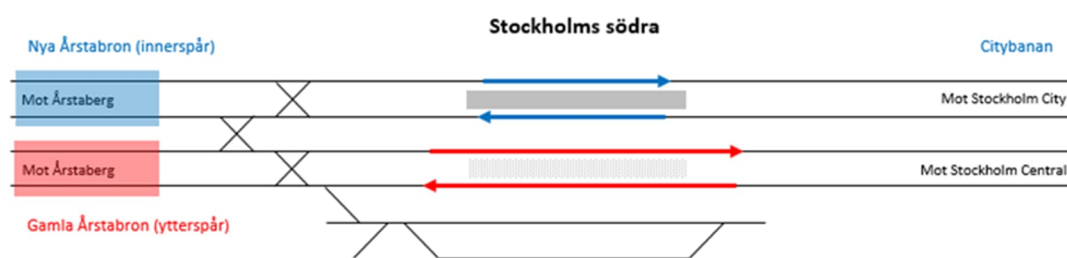 Stockholms södra
Nya Årstabron (innerspår)
Citybanan
Mot Årstaberg
Mot Stockholm City
Mot Årstaberg
Mot Stockholm Central
Gamla Årstabron (ytterspår)